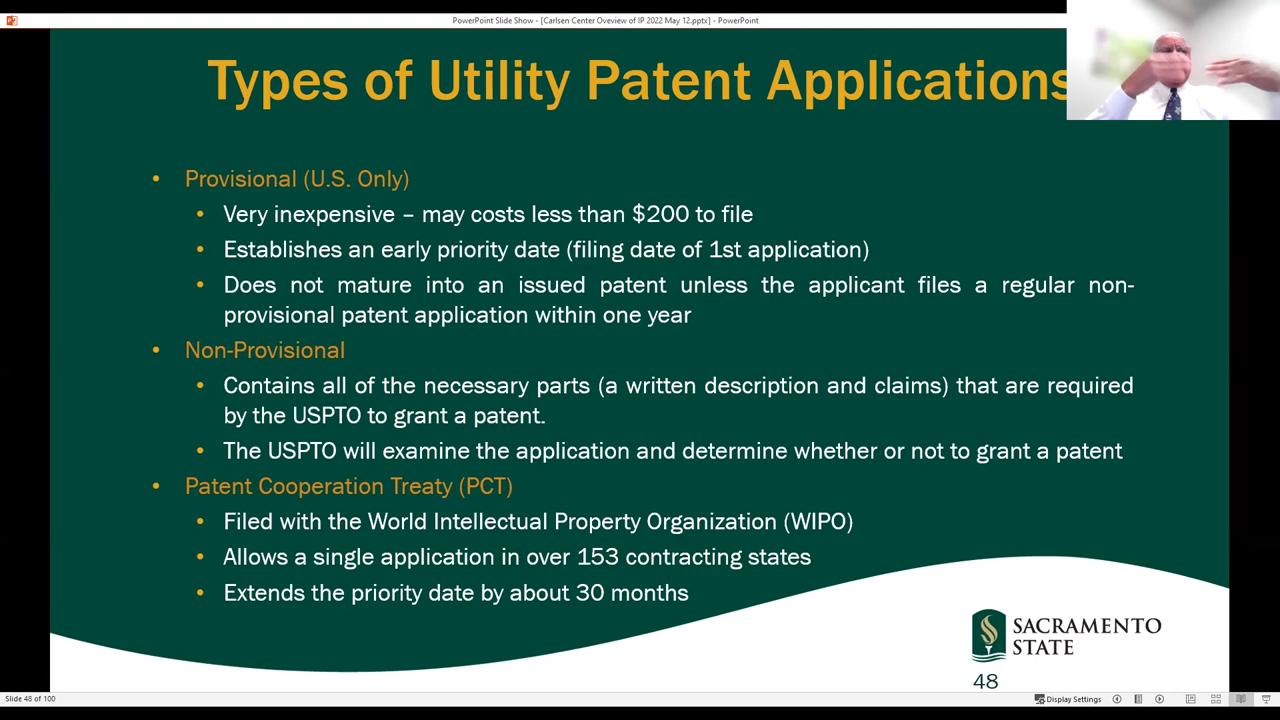 PowerPoint Slide Show - [Carlsen Center Oveview of IP 2022 May 12.pptx] - PowerPoint
Types of Utility Patent Applications
• Provisional (U.S. Only)
• Very inexpensive – may costs less than $200 to file
• Establishes an early priority date (filing date of 1st application)
• Does not mature into an issued patent unless the applicant files a regular non-
provisional patent application within one year
• Non-Provisional
• Contains all of the necessary parts (a written description and claims) that are required
by the USPTO to grant a patent.
• The USPTO will examine the application and determine whether or not to grant a patent
• Patent Cooperation Treaty (PCT)
• Filed with the World Intellectual Property Organization (WIPO)
• Allows a single application in over 153 contracting states
• Extends the priority date by about 30 months
SACRAMENTO
STATE
48
Slide 48 of 100
Display Settings